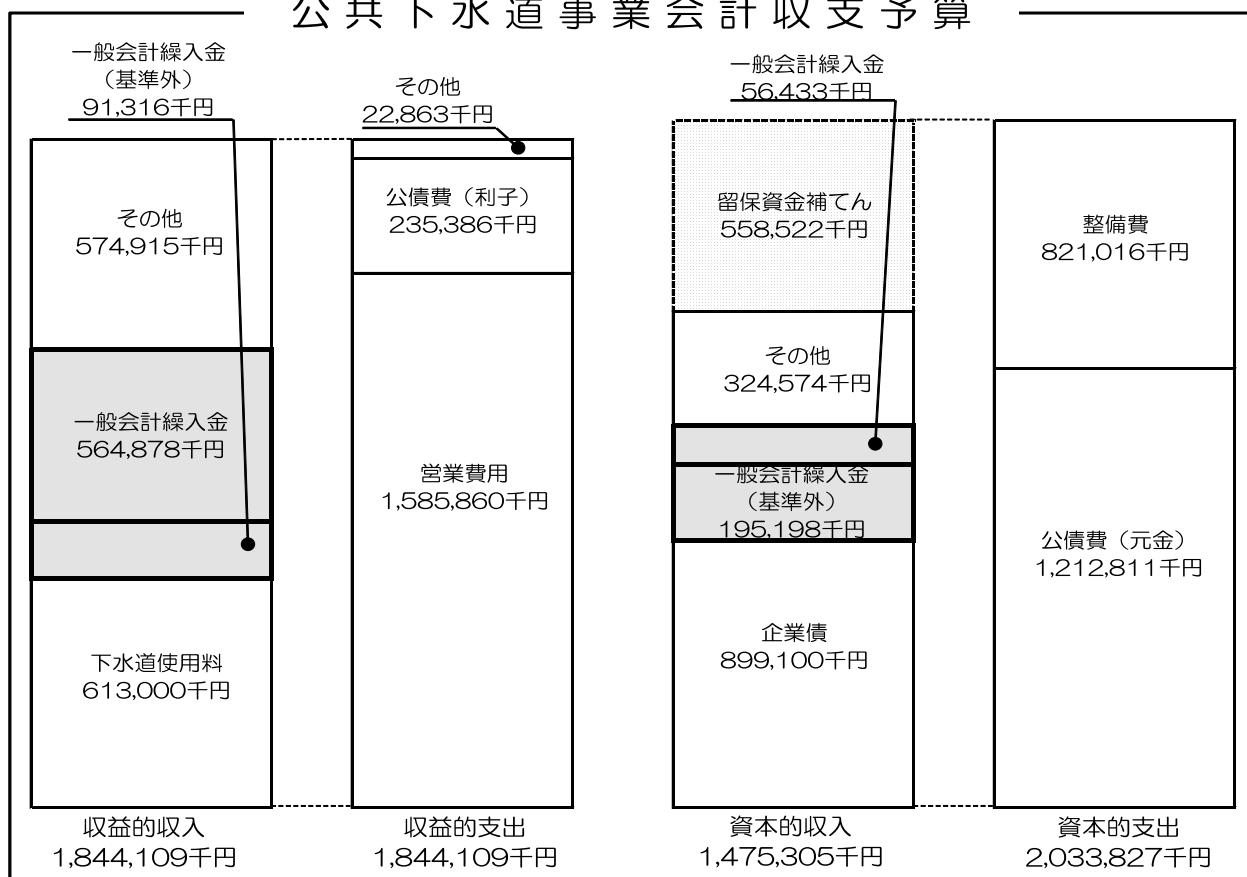 公共下水道事業会計収支予算
一般会計繰入金
（基準外）
91,316千円
その他
574,915千円
一般会計繰入金
564,878千円
下水道使用料
613,000千円
収益的収入
1,844,109千円
その他
22,863千円
公債費（利子）
235,386千円
営業費用
1,585,860千円
収益的支出
1,844,109千円
一般会計繰入金
56,433千円
留保資金補てん
558,522千円
その他
324,574千円
一般会計繰入金
（基準外）
195,198千円
企業債
899,100千円
資本的収入
1,475,305千円
整備費
821,016千円
公債費（元金）
1,212,811千円
資本的支出
2,033,827千円